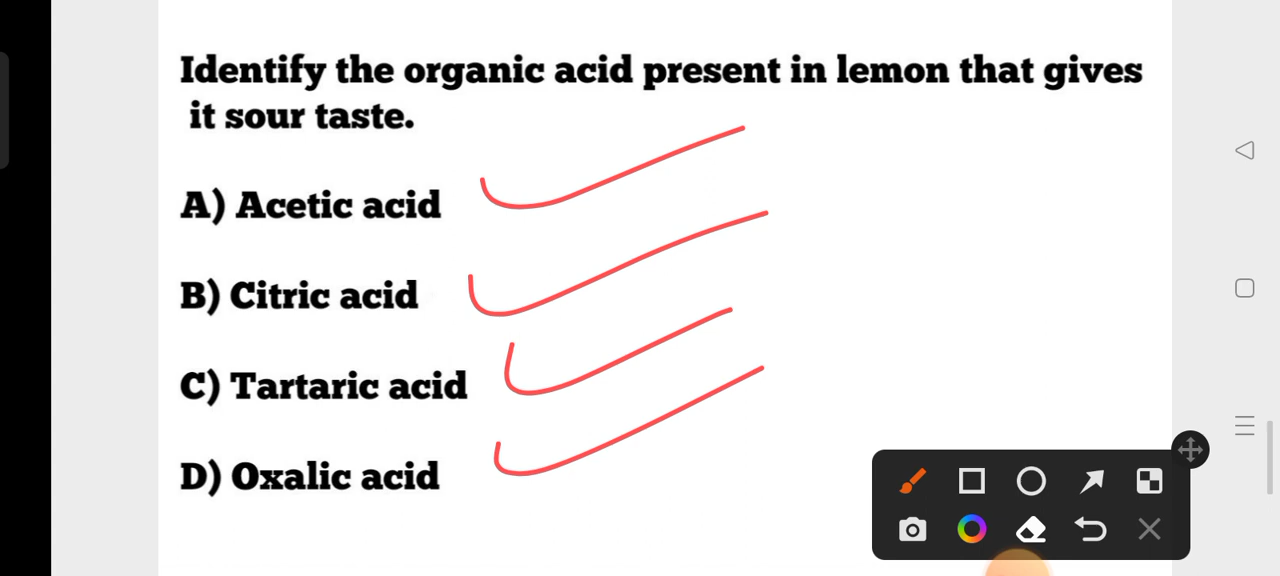 Identify the organic acid present in lemon that gives
it sour taste.
A) Acetic acid
B) Citric acid
C) Tartaric acid
D) Oxalic acid